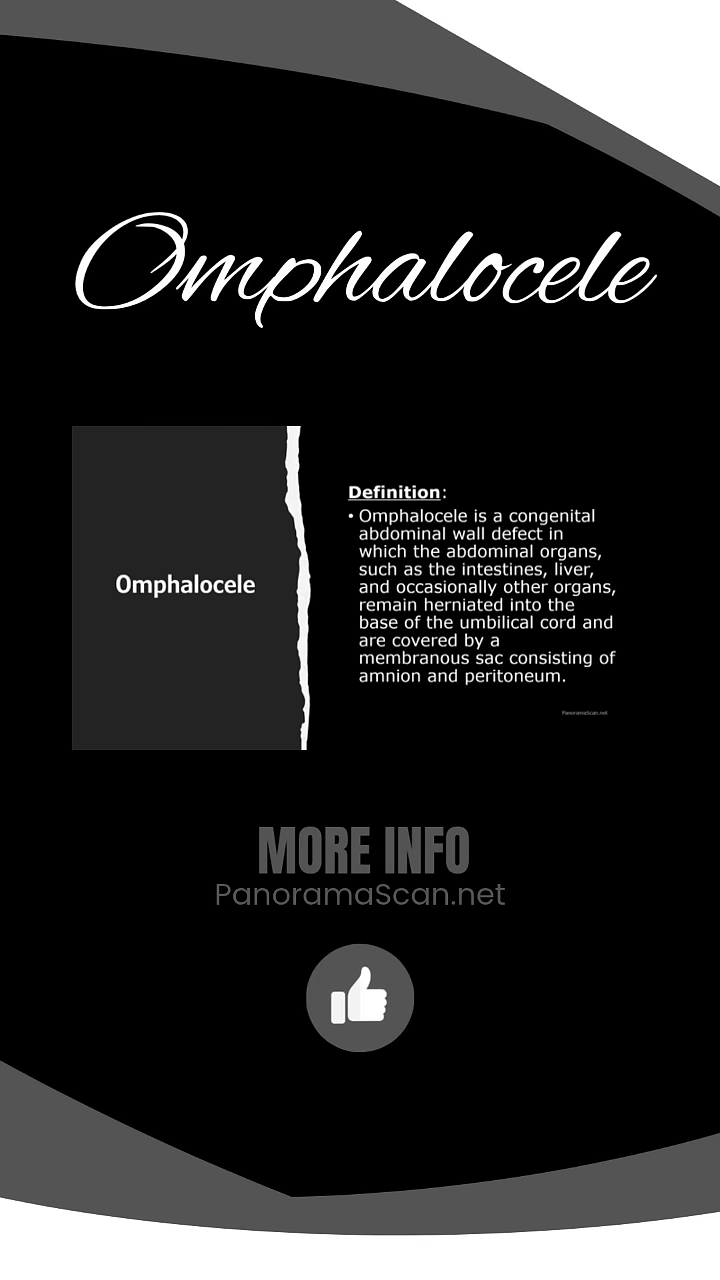 Omphalocele
Omphalocele
Definition:
• Omphalocele is a congenital
abdominal wall defect in
which the abdominal organs,
such as the intestines, liver,
and occasionally other organs,
remain herniated into the
base of the umbilical cord and
are covered by a
membranous sac consisting of
amnion and peritoneum.
PanoramaScan.net
MORE INFO
PanoramaScan.net